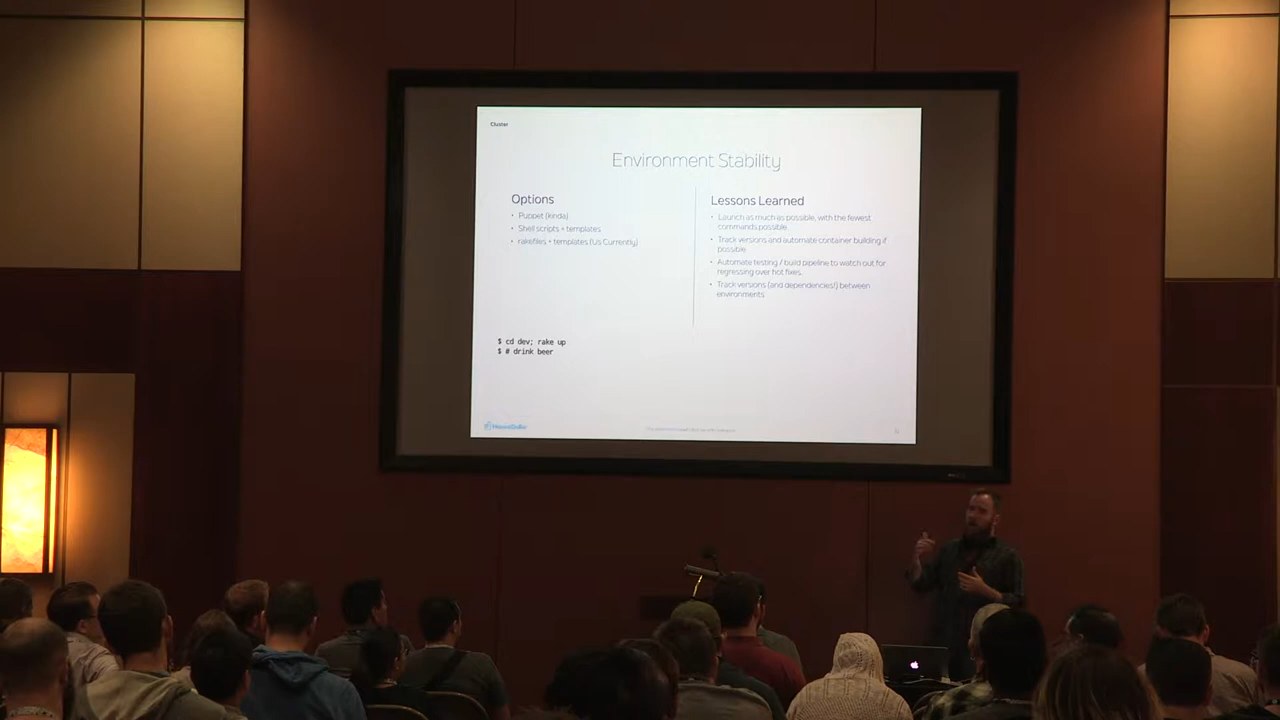 Cluster
Environment Stability
Options
• Puppet (kinda)
• Shell scripts + templates
• rakefiles + templates (Us Currently)
Lessons Learned
• Launch as much as possible, with the fewest
commands possible.
• Track versions and automate container building if
possible.
• Automate testing / build pipeline to watch out for
regressing over hot fixes.
• Track versions (and dependencies!) between
environments
$ cd dev; rake up
$ # drink beer